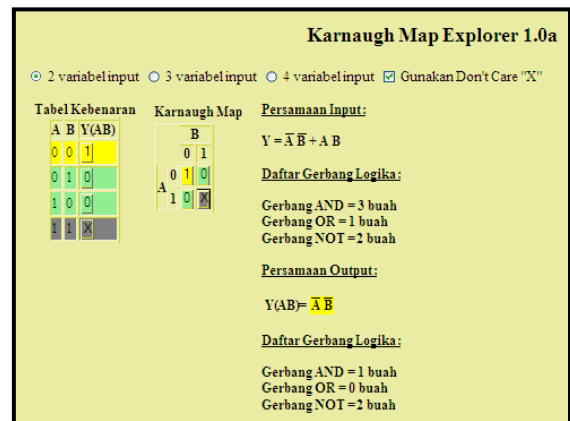 Karnaugh Map Explorer 1.0a
2 variabel input 3 variabel input 4 variabel input Gunakan Don't Care "X"
Tabel Kebenaran
A B Y(AB)
0 0 1
0 1 0
1 0 0
1 1 X
Karnaugh Map
B
0 1
A
0 1 0
1 0 X
Persamaan Input:
Y = A̅ B̅ + A B
Daftar Gerbang Logika:
Gerbang AND = 3 buah
Gerbang OR = 1 buah
Gerbang NOT = 2 buah
Persamaan Output:
Y(AB)= A̅ B̅
Daftar Gerbang Logika:
Gerbang AND = 1 buah
Gerbang OR = 0 buah
Gerbang NOT = 2 buah